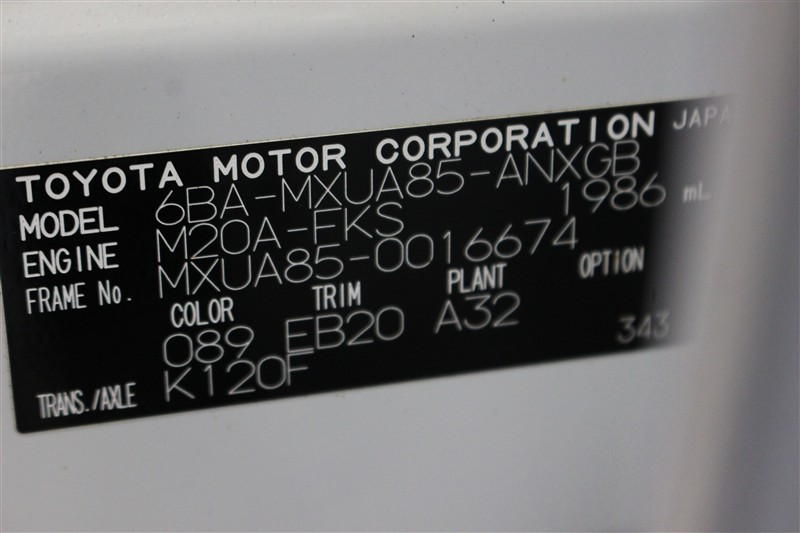 TOYOTA MOTOR CORPORATION JAPA
MODEL 6BA-MXUA85-ANXGB
ENGINE M20A-FKS 1986 mL
FRAME No. MXUA85-0016674
COLOR TRIM PLANT OPTION
089 EB20 A32
TRANS./AXLE K120F 343